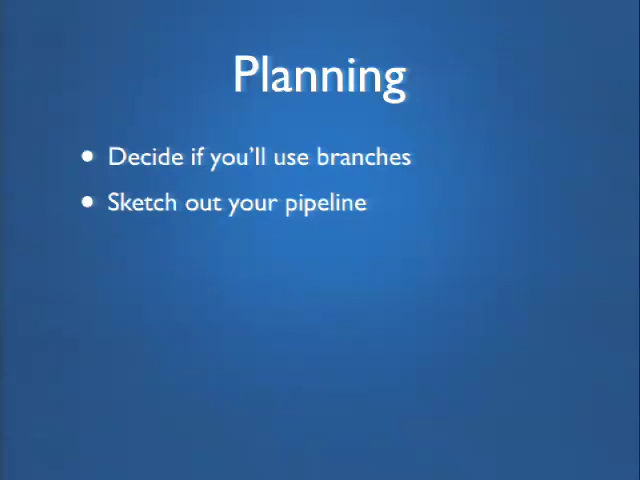 Planning
• Decide if you'll use branches
• Sketch out your pipeline